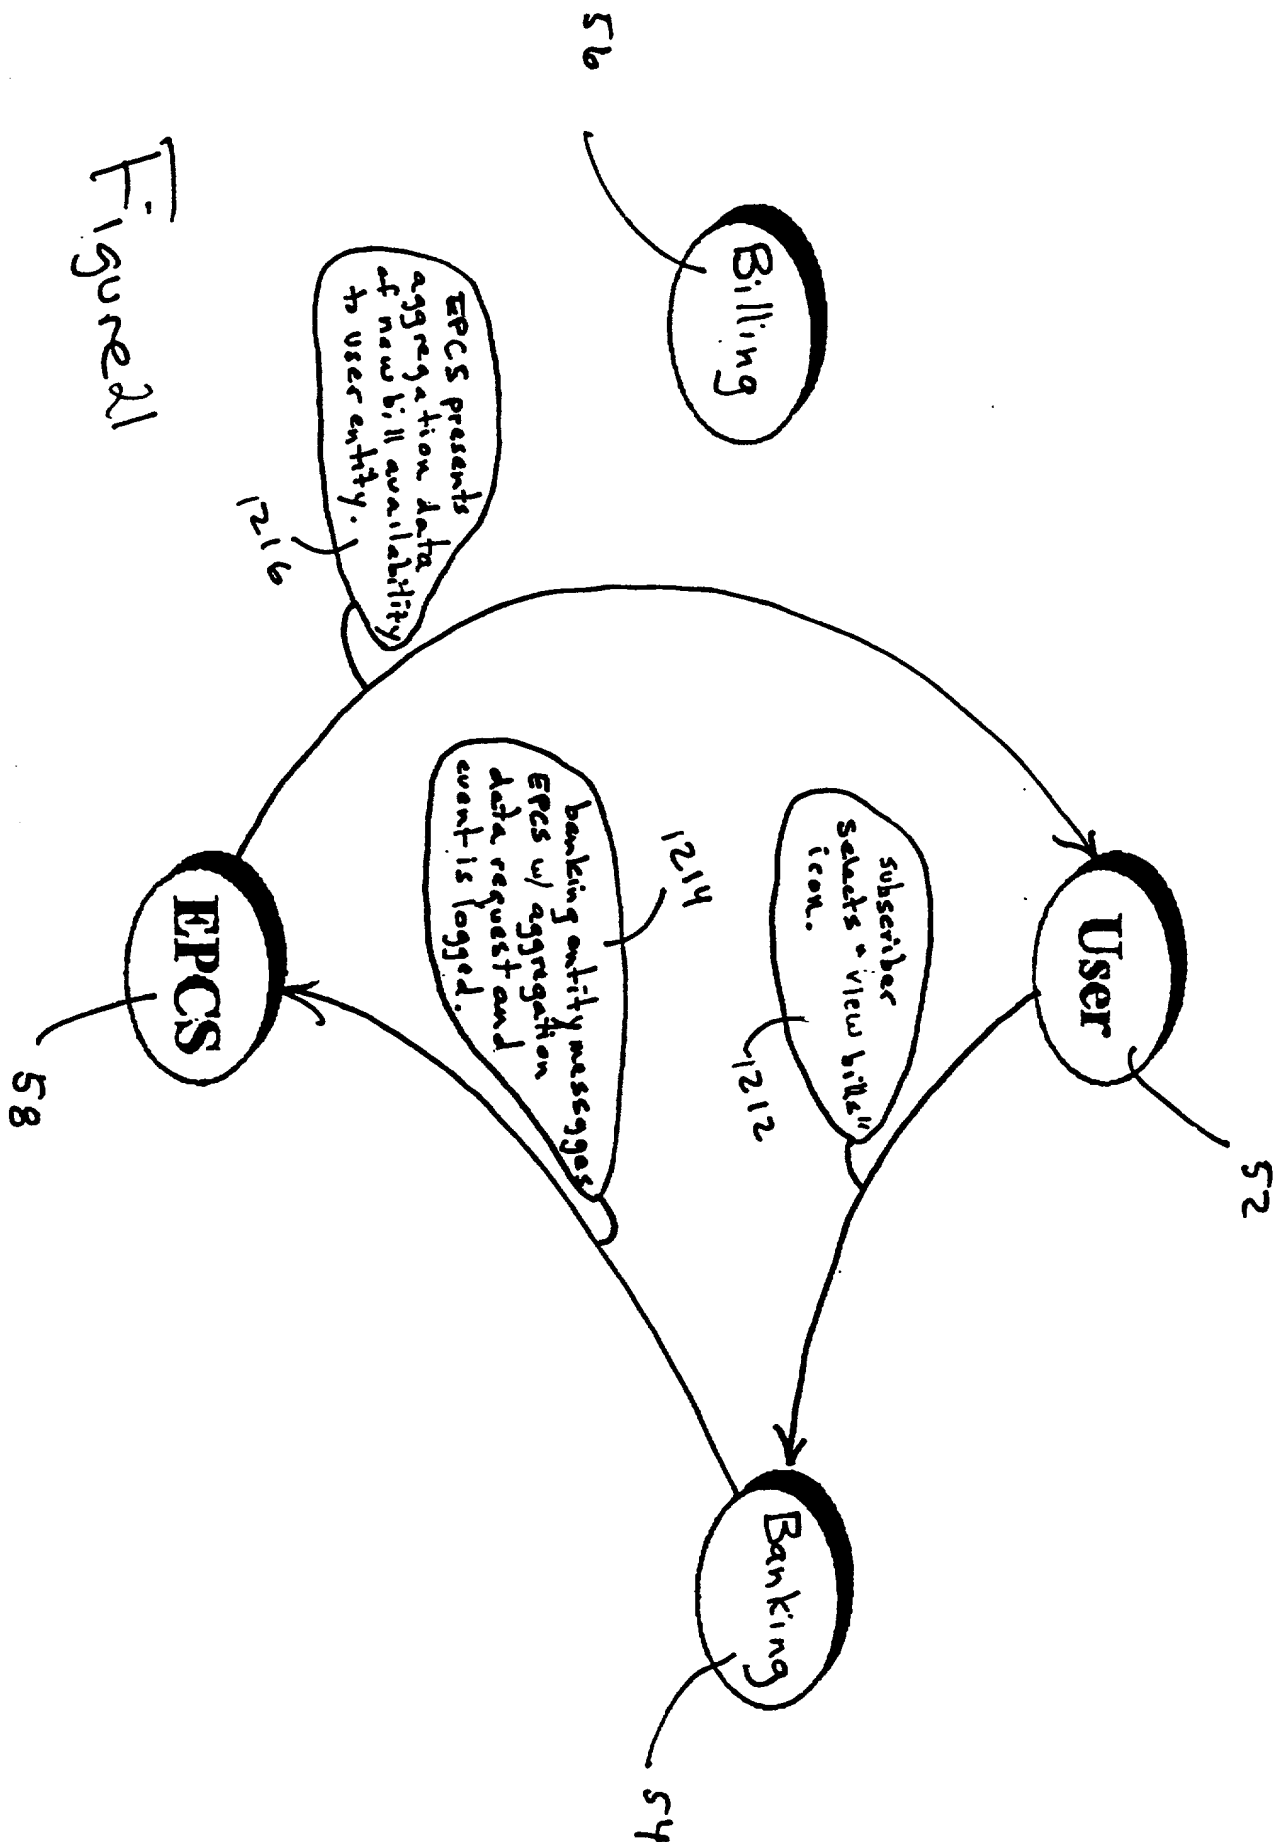 52
User
subscriber
selects "view bills"
icon.
1212
Billing
56
Banking
54
1214
banking entity messages
EPCS w/ aggregation
data request and
event is logged.
EPCS presents
aggregation data
of new bill availability
to user entity.
1216
EPCS
58
Figure 21